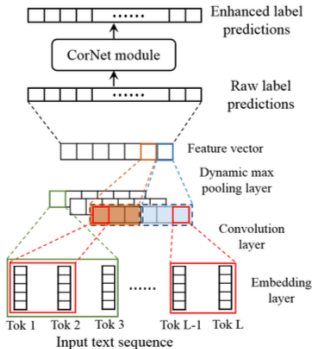 Enhanced label
predictions
......
CorNet module
......
Raw label
predictions
Feature vector
Dynamic max
pooling layer
Convolution
layer
......
Embedding
layer
Tok 1 Tok 2 Tok 3 Tok L-1 Tok L
Input text sequence